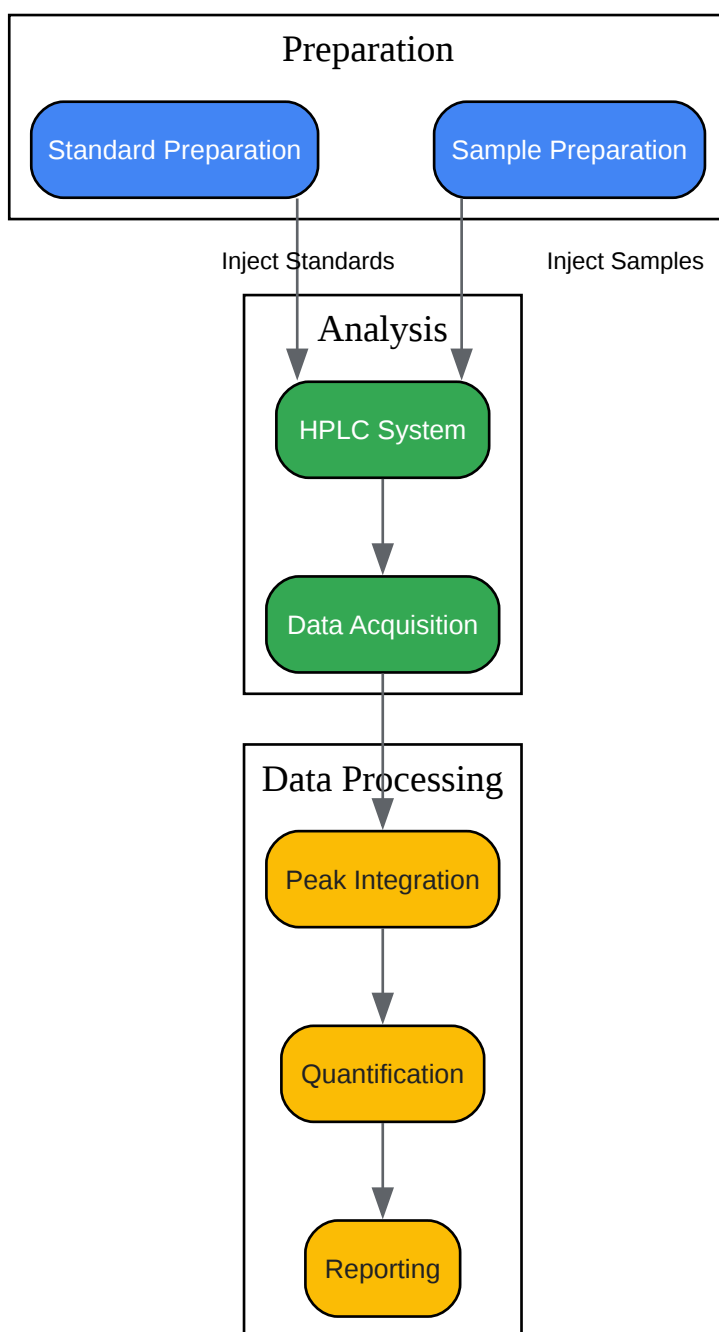 Preparation
Standard Preparation
Sample Preparation
Inject Standards
Inject Samples
Analysis
HPLC System
Data Acquisition
Data Processing
Peak Integration
Quantification
Reporting